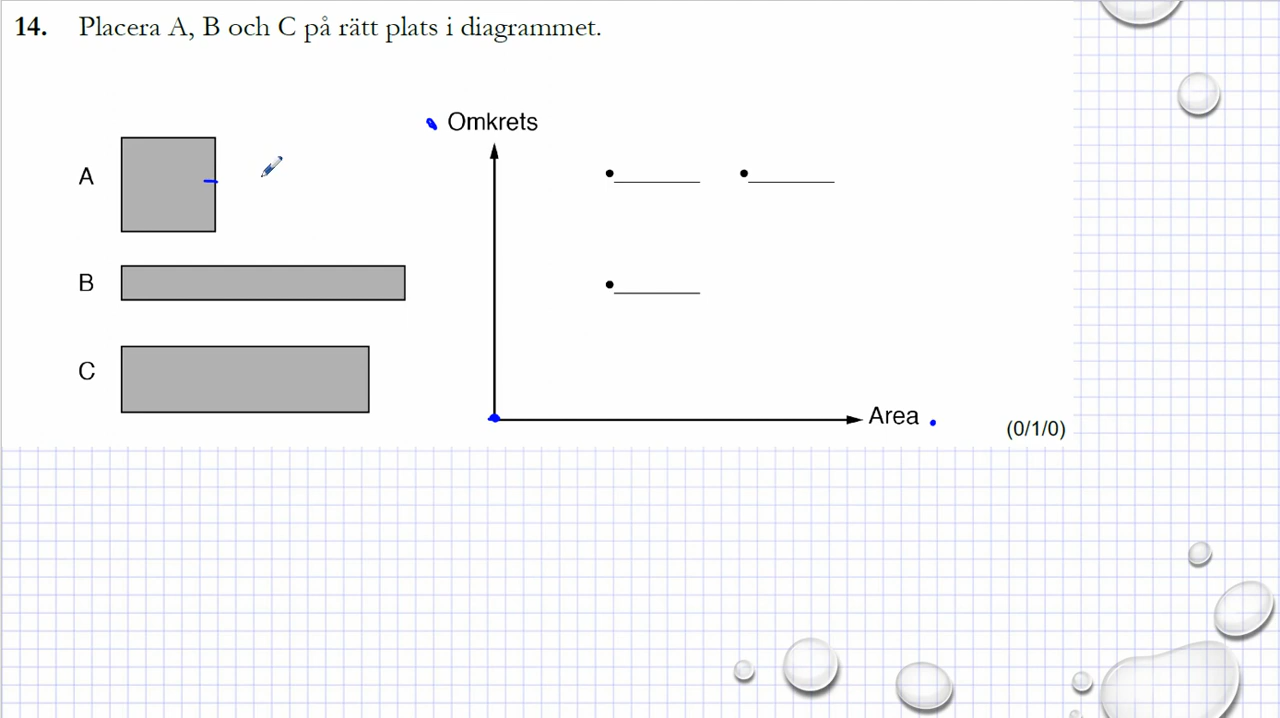 14. Placera A, B och C på rätt plats i diagrammet.
Omkrets
A
B
C
Area
(0/1/0)